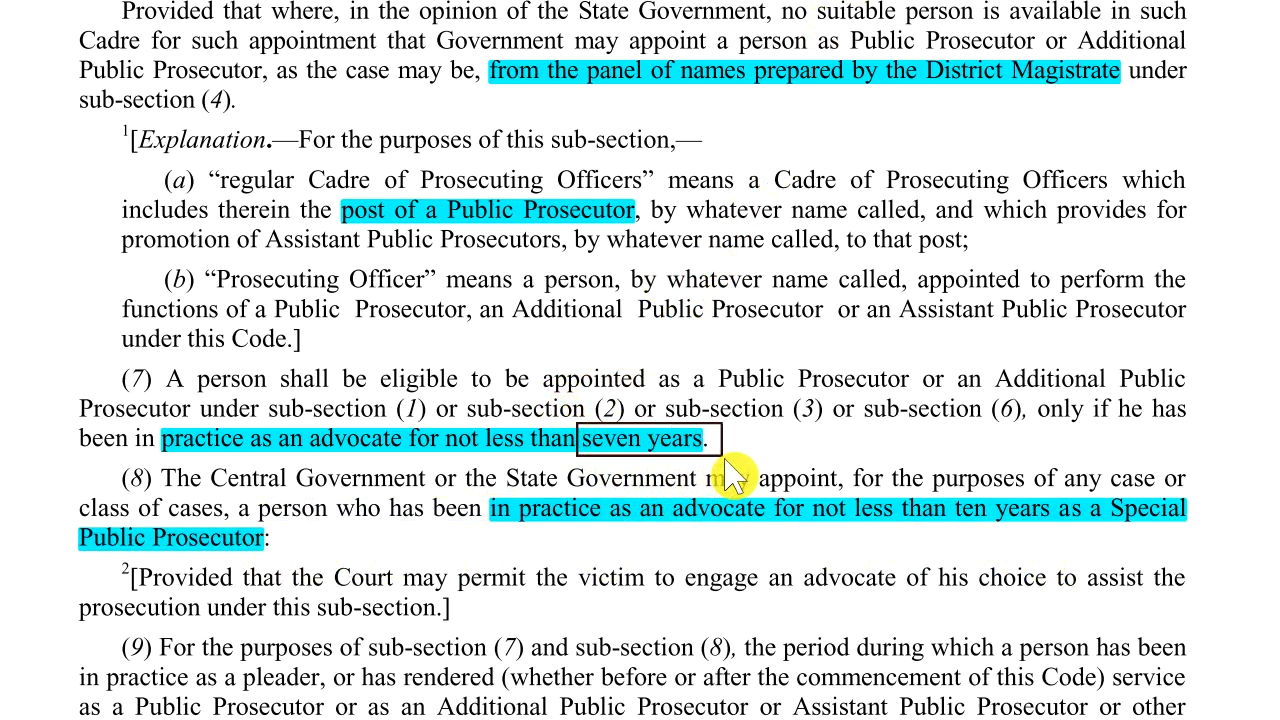 Provided that where, in the opinion of the State Government, no suitable person is available in such
Cadre for such appointment that Government may appoint a person as Public Prosecutor or Additional
Public Prosecutor, as the case may be, from the panel of names prepared by the District Magistrate under
sub-section (4).
1[Explanation.—For the purposes of this sub-section,—
(a) “regular Cadre of Prosecuting Officers” means a Cadre of Prosecuting Officers which
includes therein the post of a Public Prosecutor, by whatever name called, and which provides for
promotion of Assistant Public Prosecutors, by whatever name called, to that post;
(b) “Prosecuting Officer” means a person, by whatever name called, appointed to perform the
functions of a Public Prosecutor, an Additional Public Prosecutor or an Assistant Public Prosecutor
under this Code.]
(7) A person shall be eligible to be appointed as a Public Prosecutor or an Additional Public
Prosecutor under sub-section (1) or sub-section (2) or sub-section (3) or sub-section (6), only if he has
been in practice as an advocate for not less than seven years.
(8) The Central Government or the State Government may appoint, for the purposes of any case or
class of cases, a person who has been in practice as an advocate for not less than ten years as a Special
Public Prosecutor:
2[Provided that the Court may permit the victim to engage an advocate of his choice to assist the
prosecution under this sub-section.]
(9) For the purposes of sub-section (7) and sub-section (8), the period during which a person has been
in practice as a pleader, or has rendered (whether before or after the commencement of this Code) service
as a Public Prosecutor or as an Additional Public Prosecutor or Assistant Public Prosecutor or other